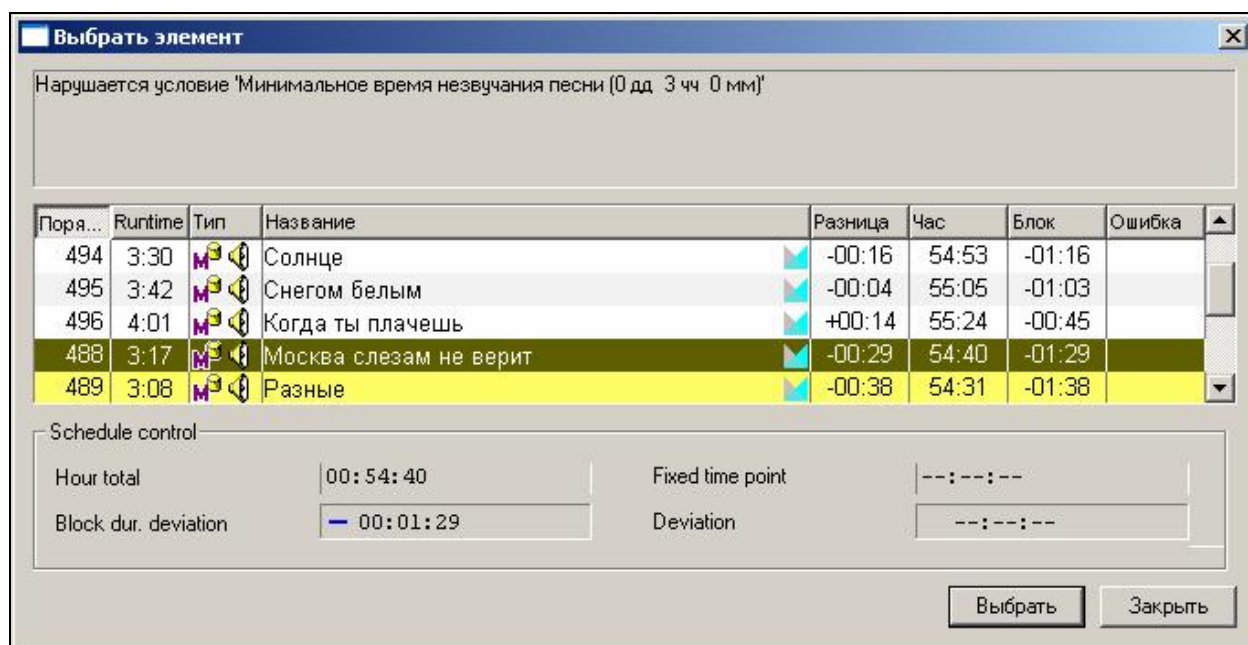 Выбрать элемент
Нарушается условие 'Минимальное время незвучания песни (0 дд 3 чч 0 мм)'
Поря... Runtime Тип Название Разница Час Блок Ошибка
494 3:30 M Солнце -00:16 54:53 -01:16
495 3:42 M Снегом белым -00:04 55:05 -01:03
496 4:01 M Когда ты плачешь +00:14 55:24 -00:45
488 3:17 M Москва слезам не верит -00:29 54:40 -01:29
489 3:08 M Разные -00:38 54:31 -01:38
Schedule control
Hour total 00:54:40 Fixed time point --:--:--
Block dur. deviation — 00:01:29 Deviation --:--:--
Выбрать Закрыть